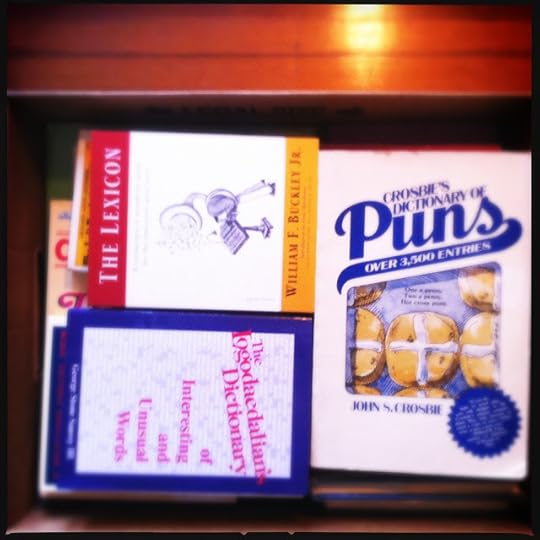 THE LEXICON
WILLIAM F. BUCKLEY JR.
CROSBIE'S
DICTIONARY OF
Puns
OVER 3,500 ENTRIES
One a penny,
Two a penny,
Hot cross puns
JOHN S. CROSBIE
The
logodaedalian's
Dictionary
of
Interesting
and
Unusual
Words
George Stone Saussy III